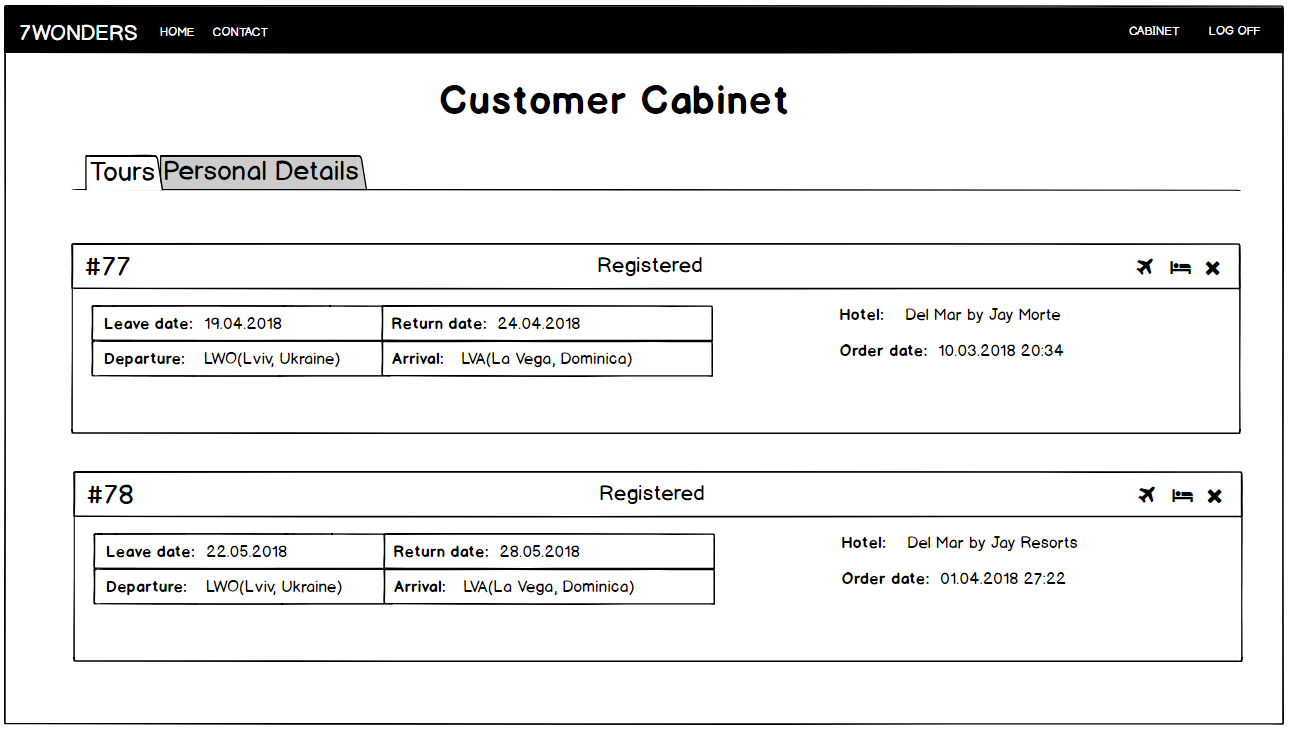 7WONDERS HOME CONTACT CABINET LOG OFF
Customer Cabinet
Tours Personal Details
#77 Registered
Leave date: 19.04.2018 Return date: 24.04.2018
Departure: LWO(Lviv, Ukraine) Arrival: LVA(La Vega, Dominica)
Hotel: Del Mar by Jay Morte
Order date: 10.03.2018 20:34
#78 Registered
Leave date: 22.05.2018 Return date: 28.05.2018
Departure: LWO(Lviv, Ukraine) Arrival: LVA(La Vega, Dominica)
Hotel: Del Mar by Jay Resorts
Order date: 01.04.2018 27:22